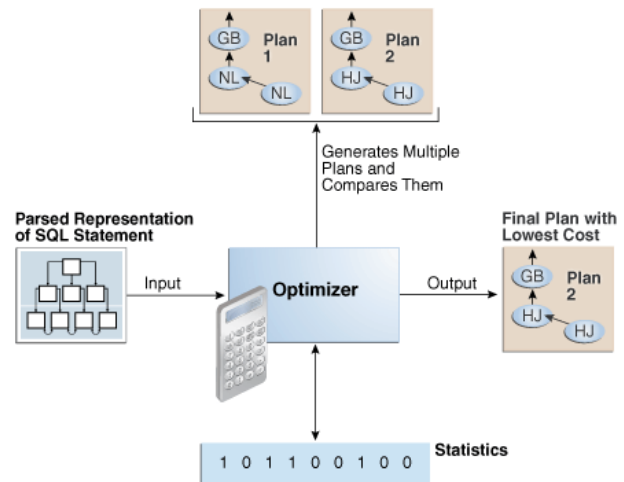 GB
Plan
1
NL
NL
GB
Plan
2
HJ
HJ
Generates Multiple
Plans and
Compares Them
Parsed Representation
of SQL Statement
Input
Optimizer
Output
Final Plan with
Lowest Cost
GB
Plan
2
HJ
HJ
Statistics
1 0 1 1 0 0 1 0 0